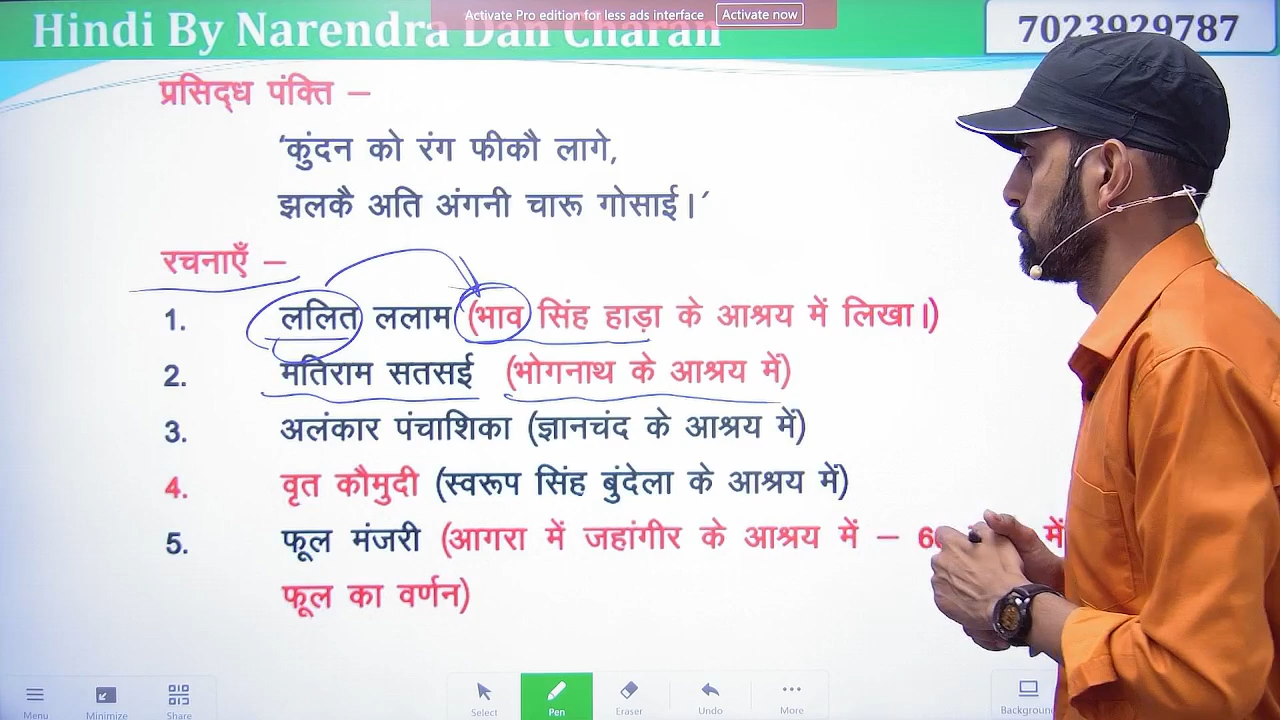 Hindi By Narendra Dan Charan
Activate Pro edition for less ads interface Activate now
7023929787
प्रसिद्ध पंक्ति –
‘कुंदन को रंग फीकौ लागे,
झलकै अति अंगनी चारू गोसाई।’
रचनाएँ –
1. ललित ललाम (भाव सिंह हाड़ा के आश्रय में लिखा।)
2. मतिराम सतसई (भोगनाथ के आश्रय में)
3. अलंकार पंचाशिका (ज्ञानचंद के आश्रय में)
4. वृत कौमुदी (स्वरूप सिंह बुंदेला के आश्रय में)
5. फूल मंजरी (आगरा में जहांगीर के आश्रय में – में
फूल का वर्णन)
Menu Minimize Share Select Pen Eraser Undo More Background